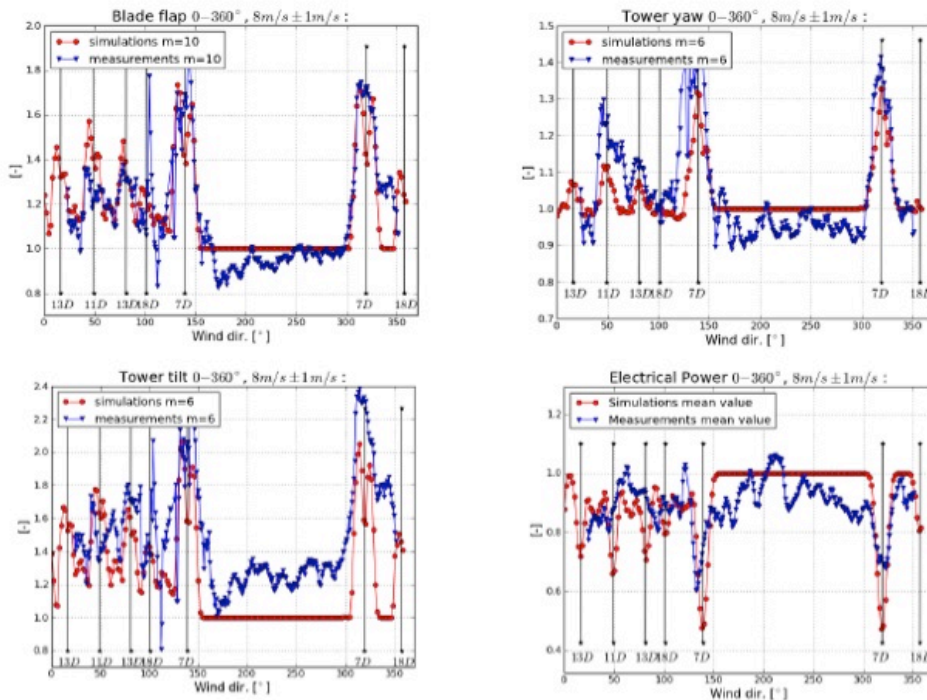 Blade flap 0−360°, 8m/s±1m/s :
simulations m=10
measurements m=10
[-]
2.0
1.8
1.6
1.4
1.2
1.0
0.8
13D 11D 13D 18D 7D 7D 18D
0 50 100 150 200 250 300 350
Wind dir. [°]
Tower yaw 0−360°, 8m/s±1m/s :
simulations m=6
measurements m=6
[-]
1.5
1.4
1.3
1.2
1.1
1.0
0.9
0.8
0.7
13D 11D 13D 18D 7D 7D 18D
0 50 100 150 200 250 300 350
Wind dir. [°]
Tower tilt 0−360°, 8m/s±1m/s :
simulations m=6
measurements m=6
[-]
2.4
2.2
2.0
1.8
1.6
1.4
1.2
1.0
0.8
13D 11D 13D 18D 7D 7D 18D
0 50 100 150 200 250 300 350
Wind dir. [°]
Electrical Power 0−360°, 8m/s±1m/s :
Simulations mean value
Measurements mean value
[-]
1.2
1.0
0.8
0.6
0.4
13D 11D 13D 18D 7D 7D 18D
0 50 100 150 200 250 300 350
Wind dir. [°]